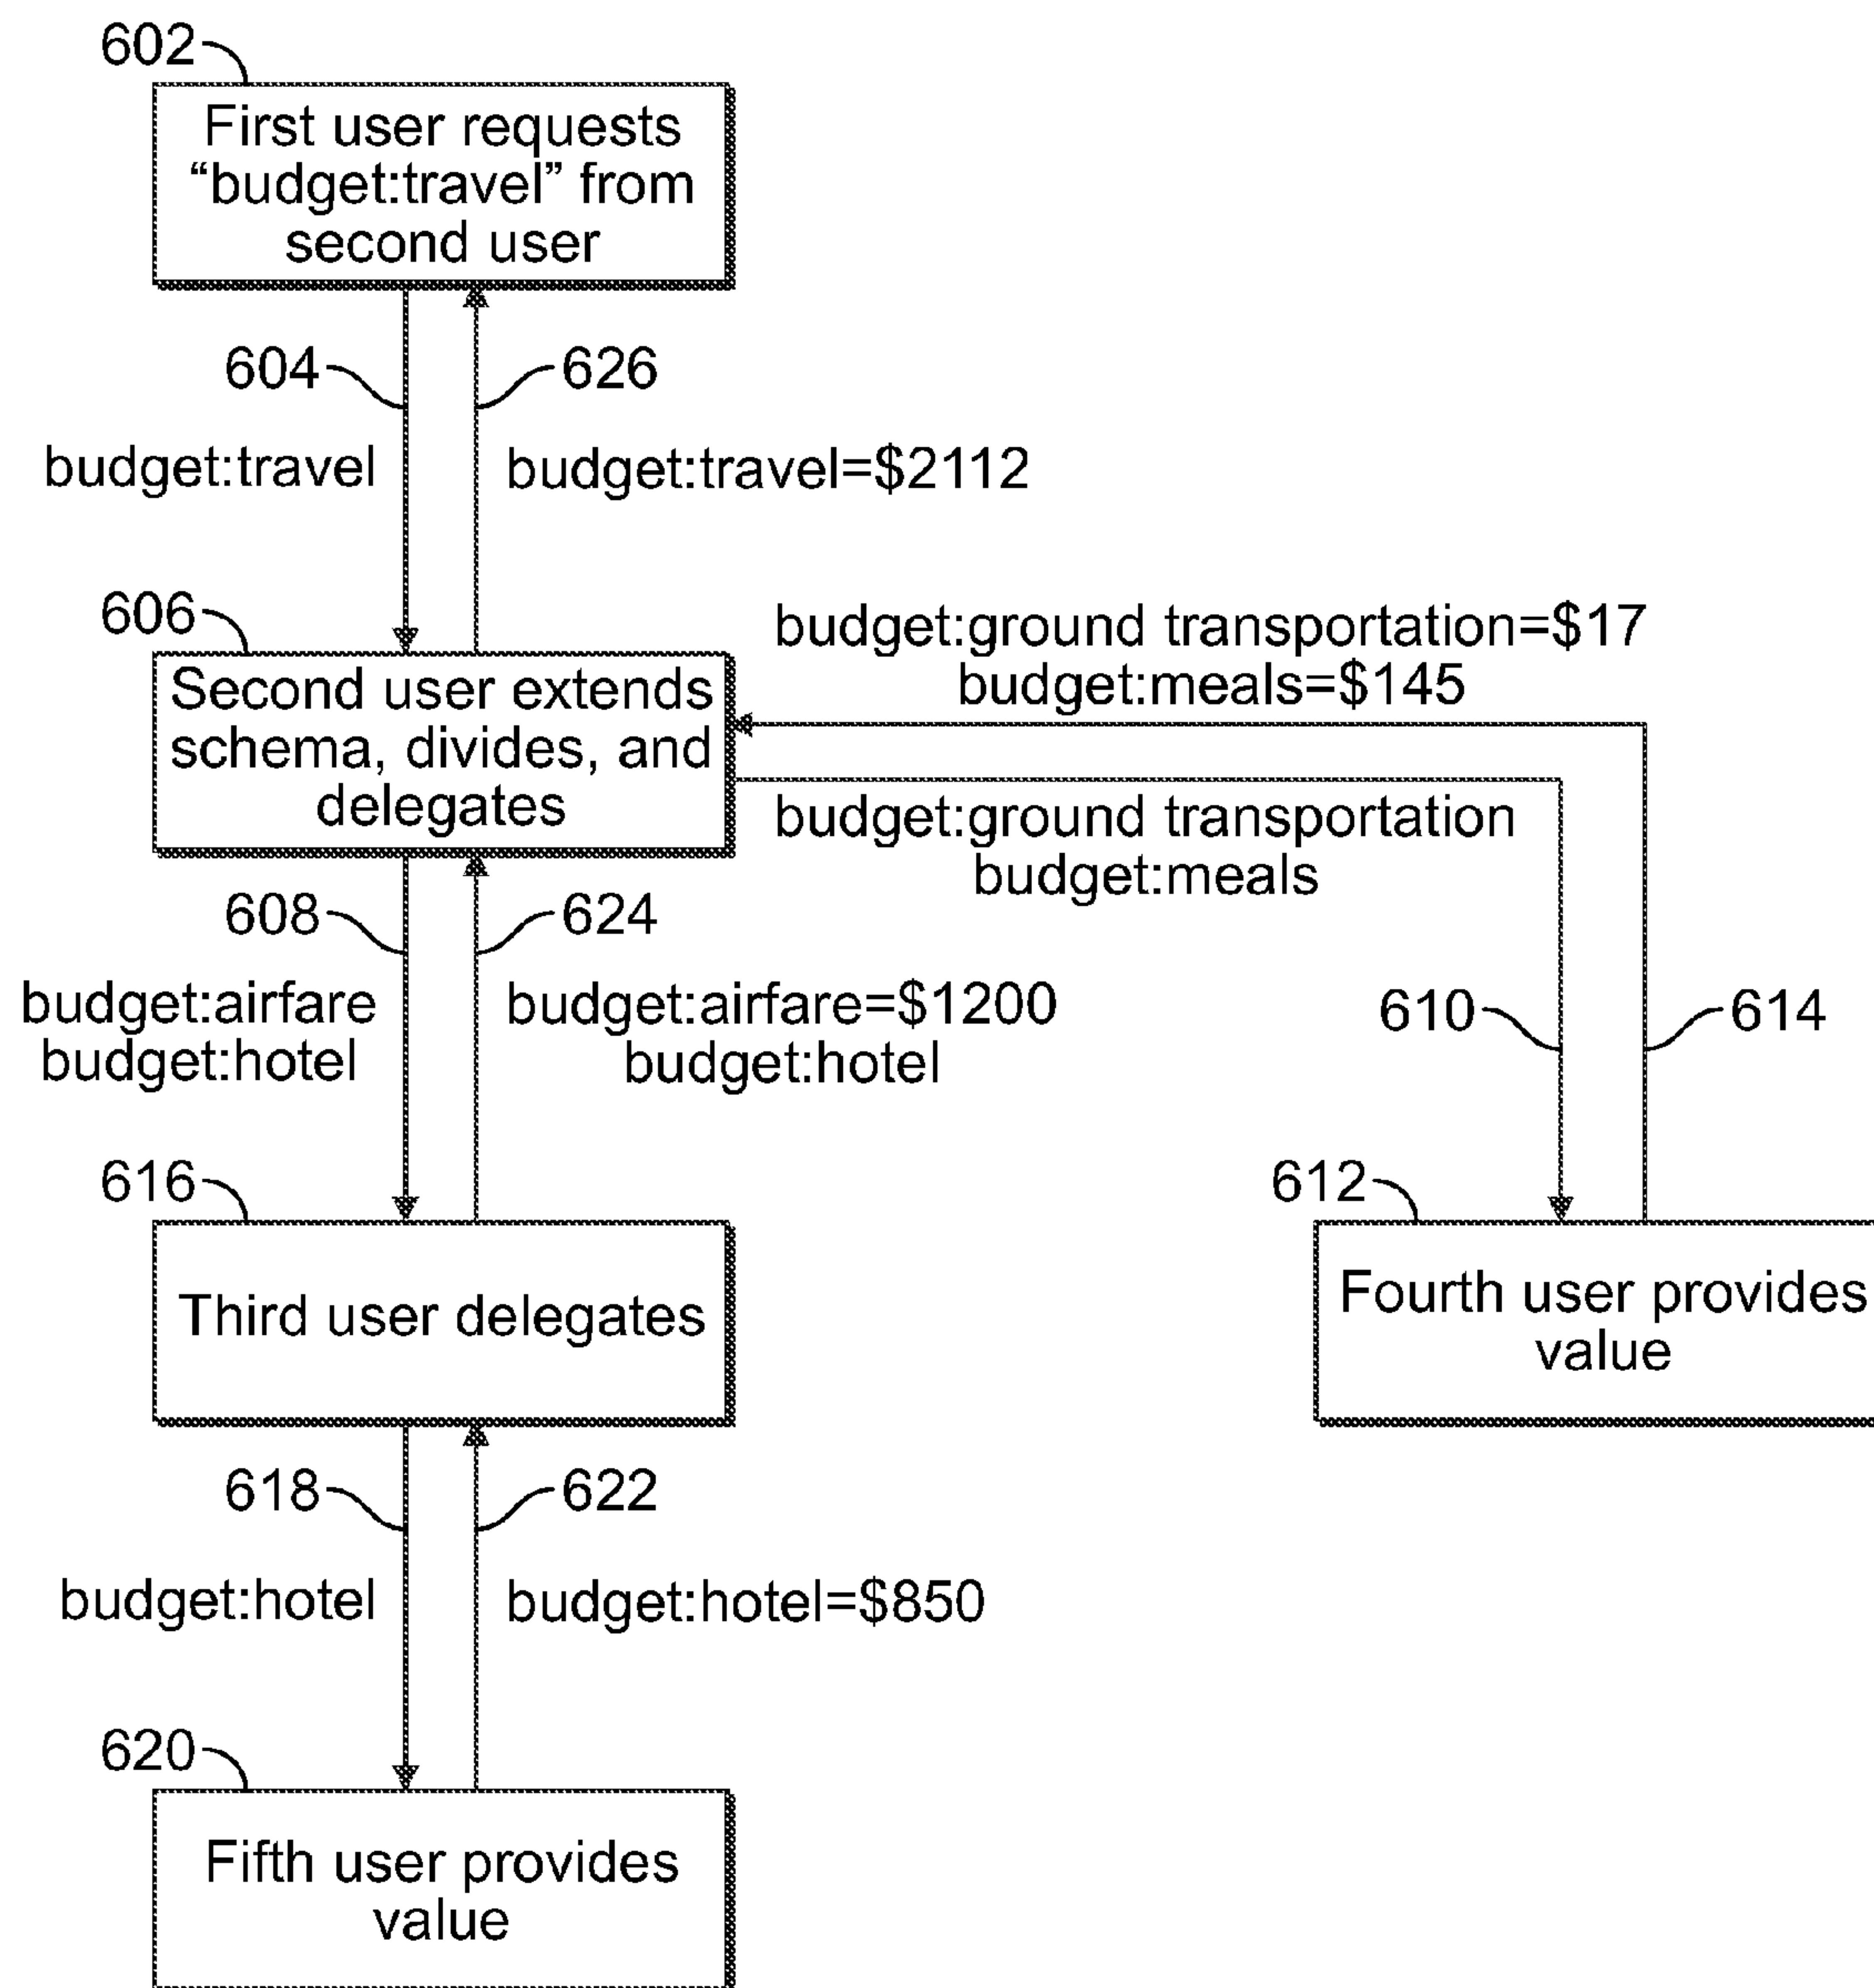 602
First user requests
“budget:travel” from
second user
604
626
budget:travel
budget:travel=$2112
606
Second user extends
schema, divides, and
delegates
budget:ground transportation=$17
budget:meals=$145
budget:ground transportation
budget:meals
608
624
budget:airfare
budget:hotel
budget:airfare=$1200
budget:hotel
610
614
616
Third user delegates
612
Fourth user provides
value
618
622
budget:hotel
budget:hotel=$850
620
Fifth user provides
value